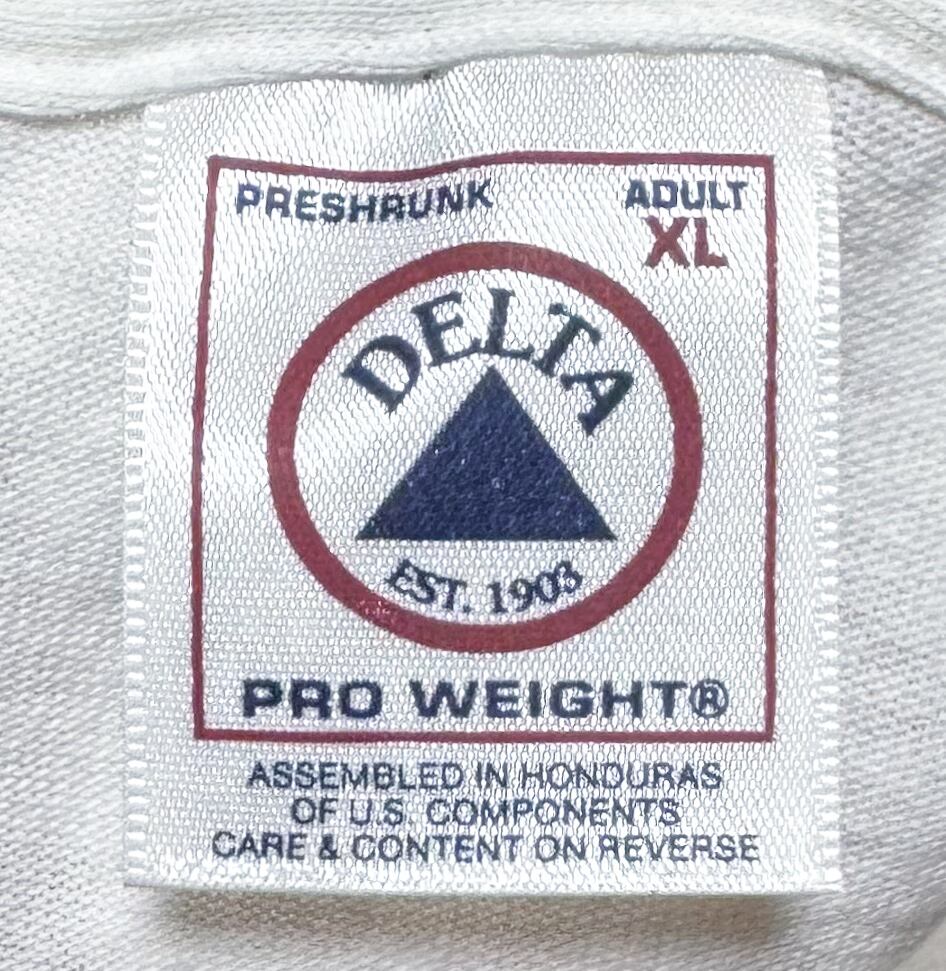 PRESHRUNK
ADULT
XL
DELTA
EST. 1903
PRO WEIGHT®
ASSEMBLED IN HONDURAS
OF U.S. COMPONENTS
CARE & CONTENT ON REVERSE